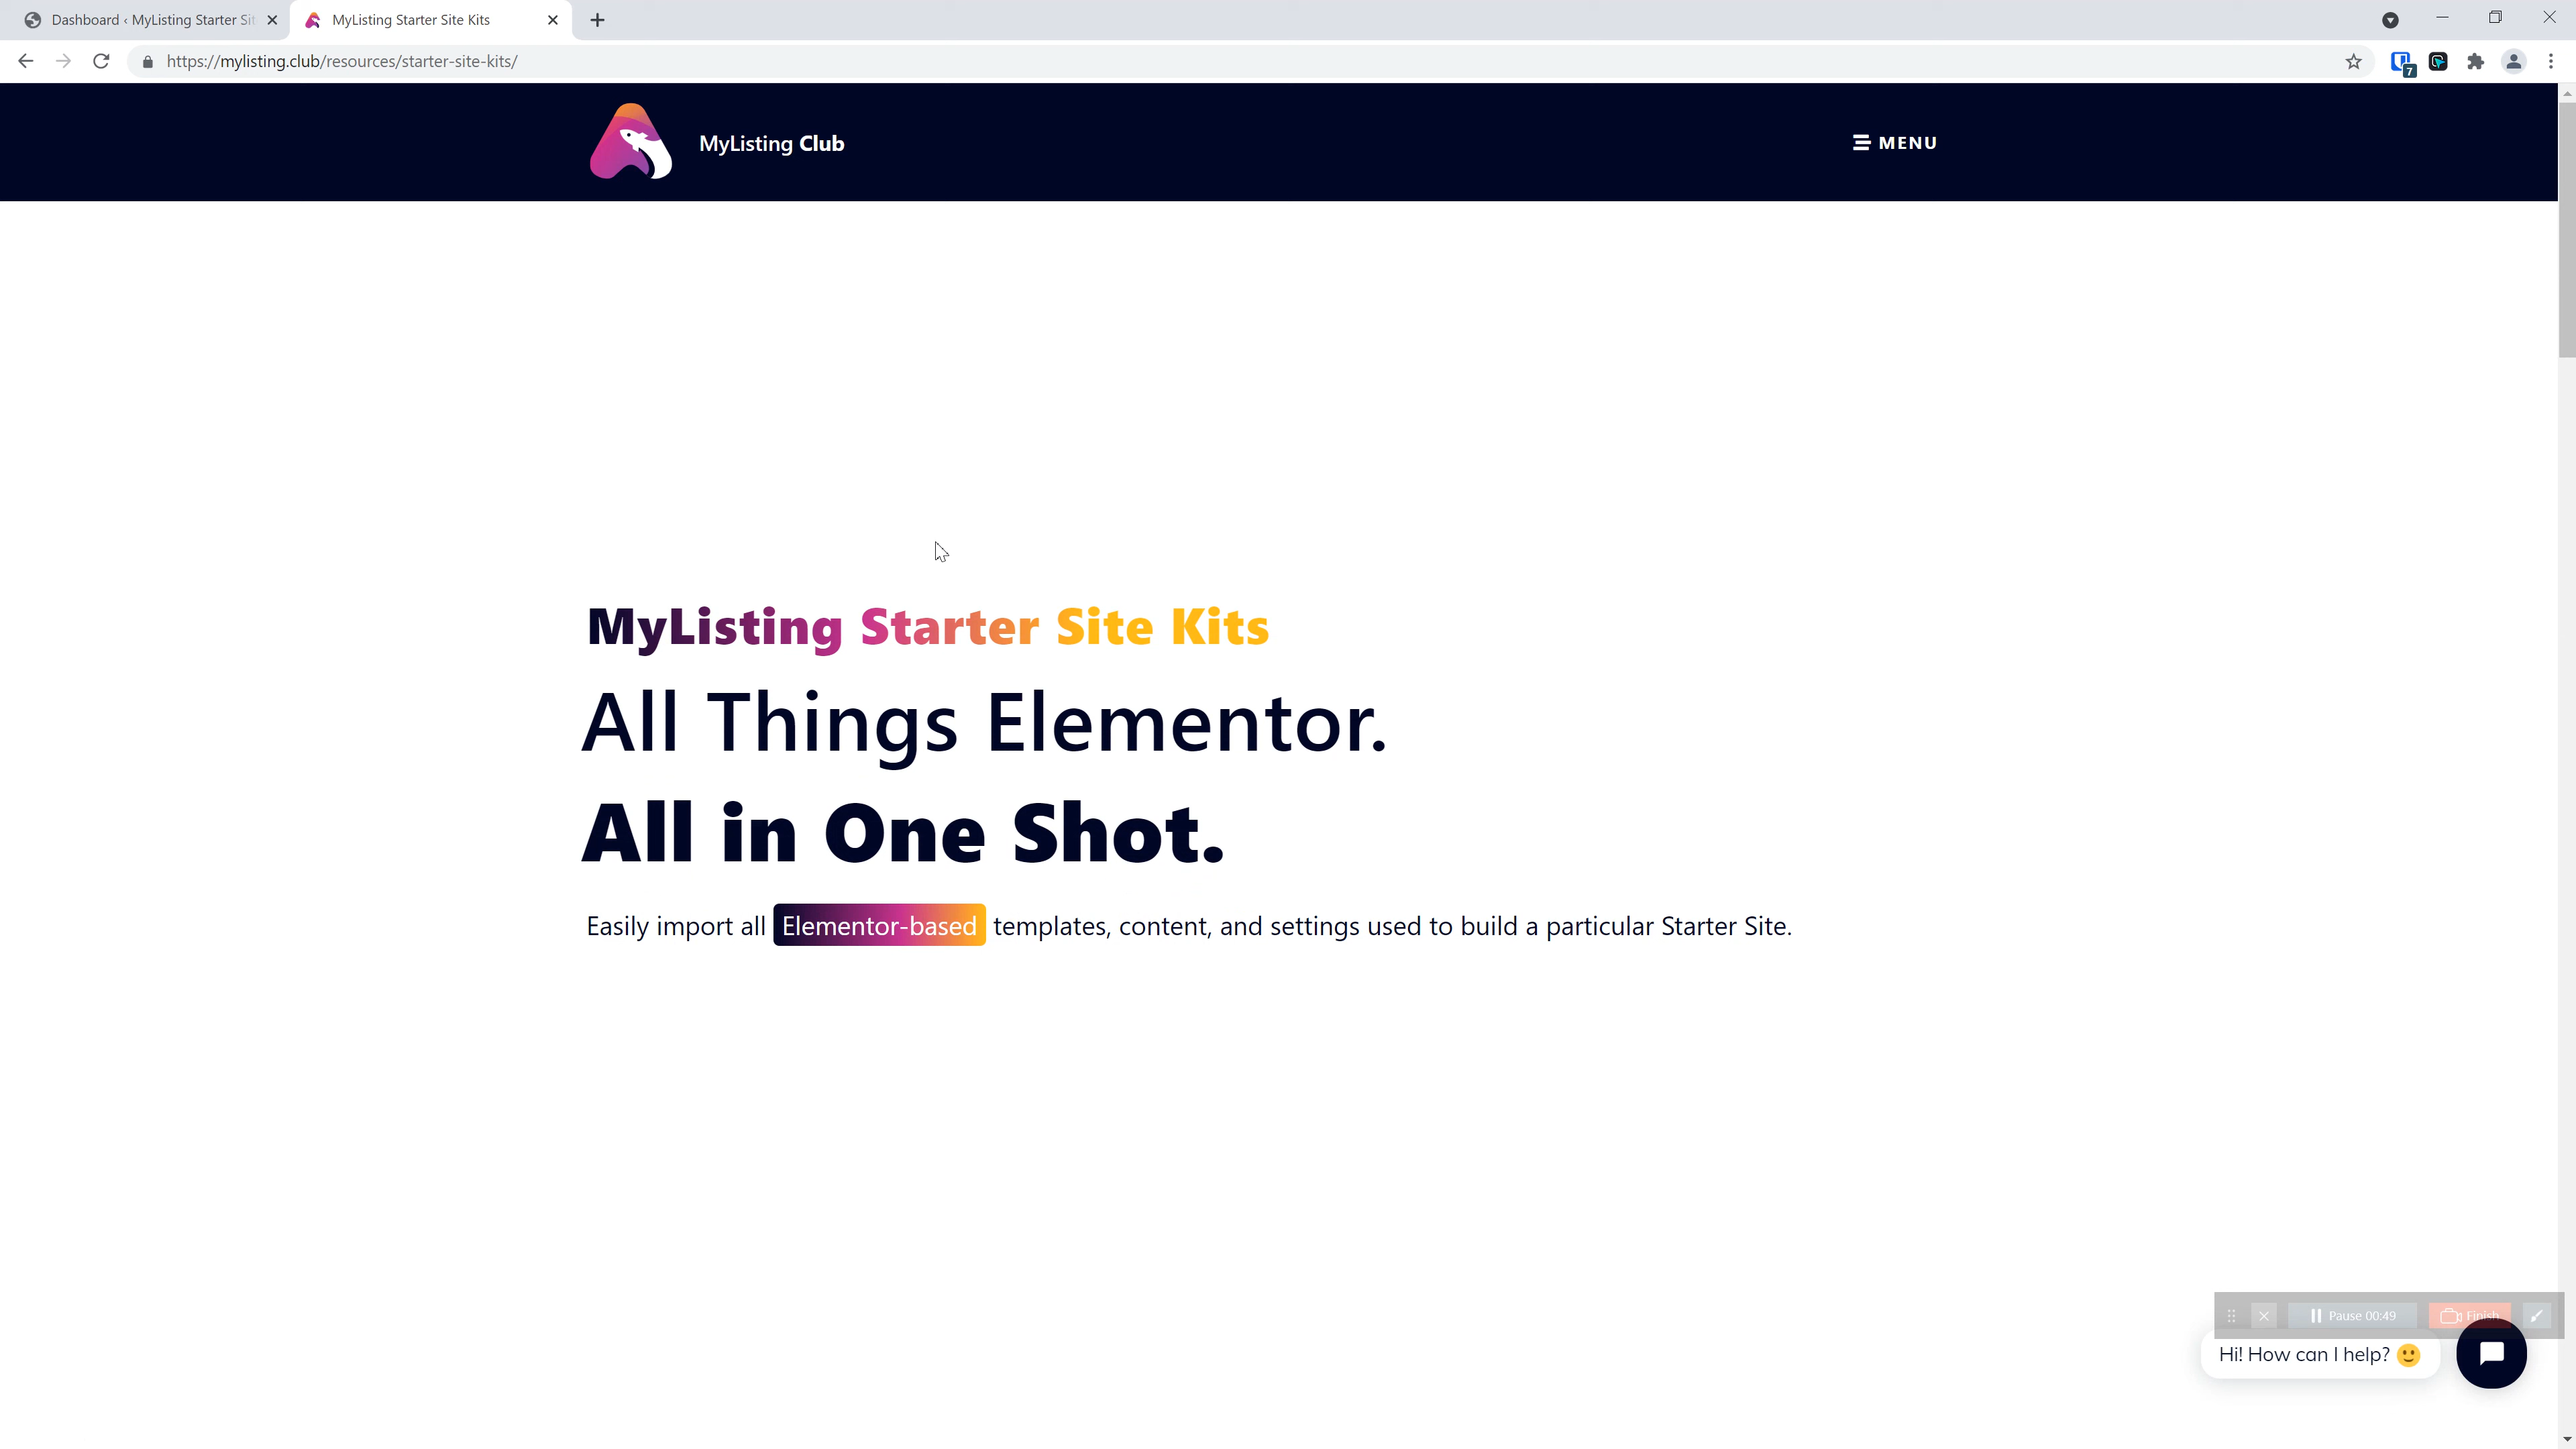 Dashboard ‹ MyListing Starter Sit
MyListing Starter Site Kits
https://mylisting.club/resources/starter-site-kits/
7
MyListing Club
MENU
MyListing Starter Site Kits
All Things Elementor.
All in One Shot.
Easily import all Elementor-based templates, content, and settings used to build a particular Starter Site.
Pause 00:49
Finish
Hi! How can I help? 🙂